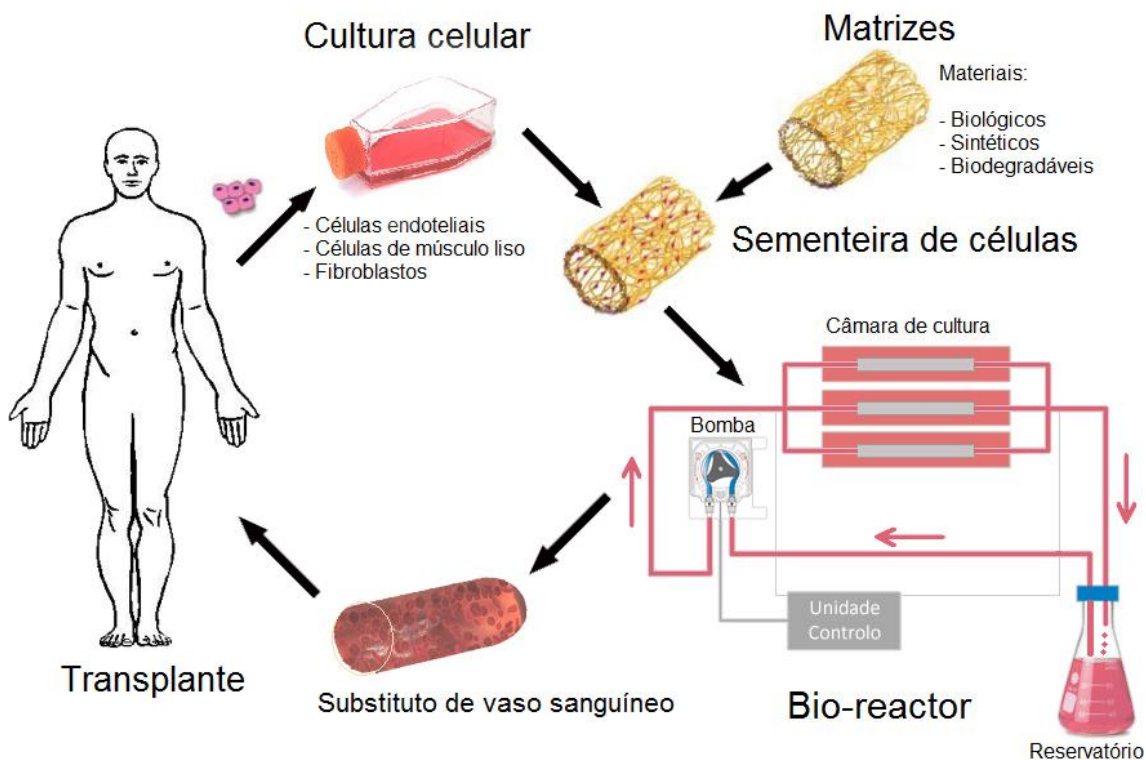 Cultura celular
Matrizes
Materiais:
- Biológicos
- Sintéticos
- Biodegradáveis
- Células endoteliais
- Células de músculo liso
- Fibroblastos
Sementeira de células
Câmara de cultura
Bomba
Unidade
Controlo
Transplante
Substituto de vaso sanguíneo
Bio-reactor
Reservatório